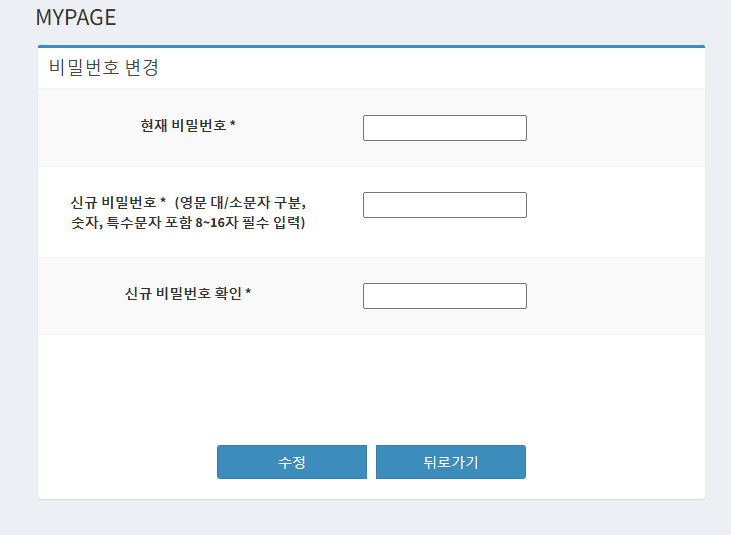 MYPAGE
비밀번호 변경
현재 비밀번호 *
신규 비밀번호 * (영문 대/소문자 구분,
숫자, 특수문자 포함 8~16자 필수 입력)
신규 비밀번호 확인 *
수정
뒤로가기